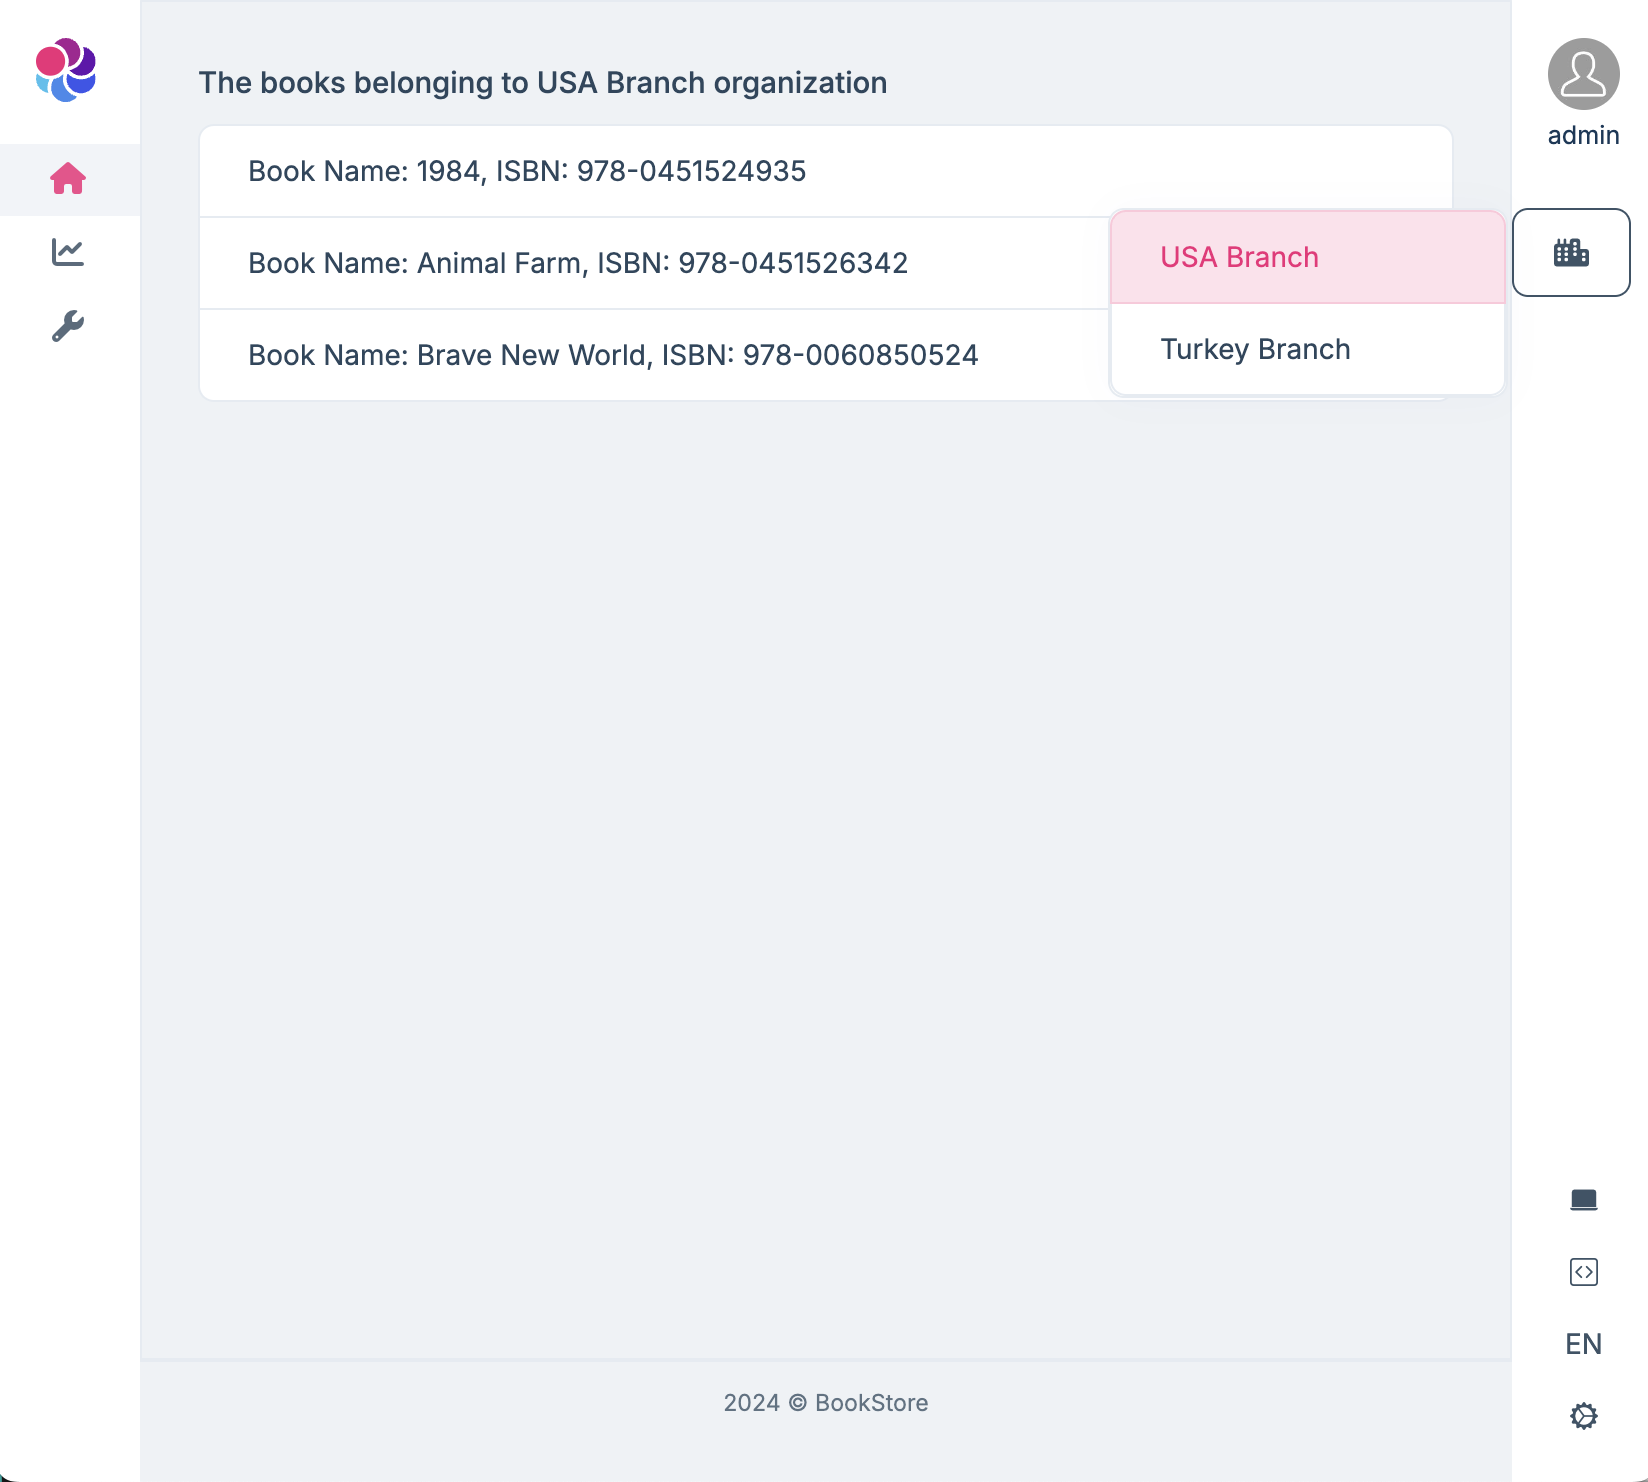 The books belonging to USA Branch organization
admin
Book Name: 1984, ISBN: 978-0451524935
Book Name: Animal Farm, ISBN: 978-0451526342
USA Branch
Book Name: Brave New World, ISBN: 978-0060850524
Turkey Branch
EN
2024 © BookStore